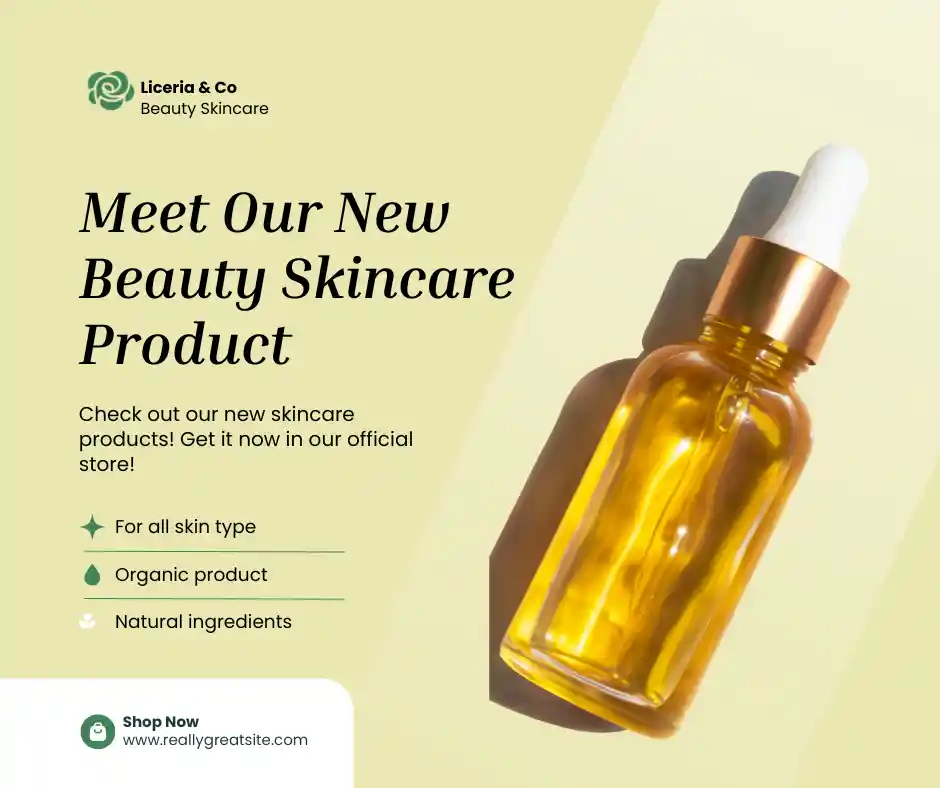 Liceria & Co
Beauty Skincare
Meet Our New
Beauty Skincare
Product
Check out our new skincare
products! Get it now in our official
store!
For all skin type
Organic product
Natural ingredients
Shop Now
www.reallygreatsite.com